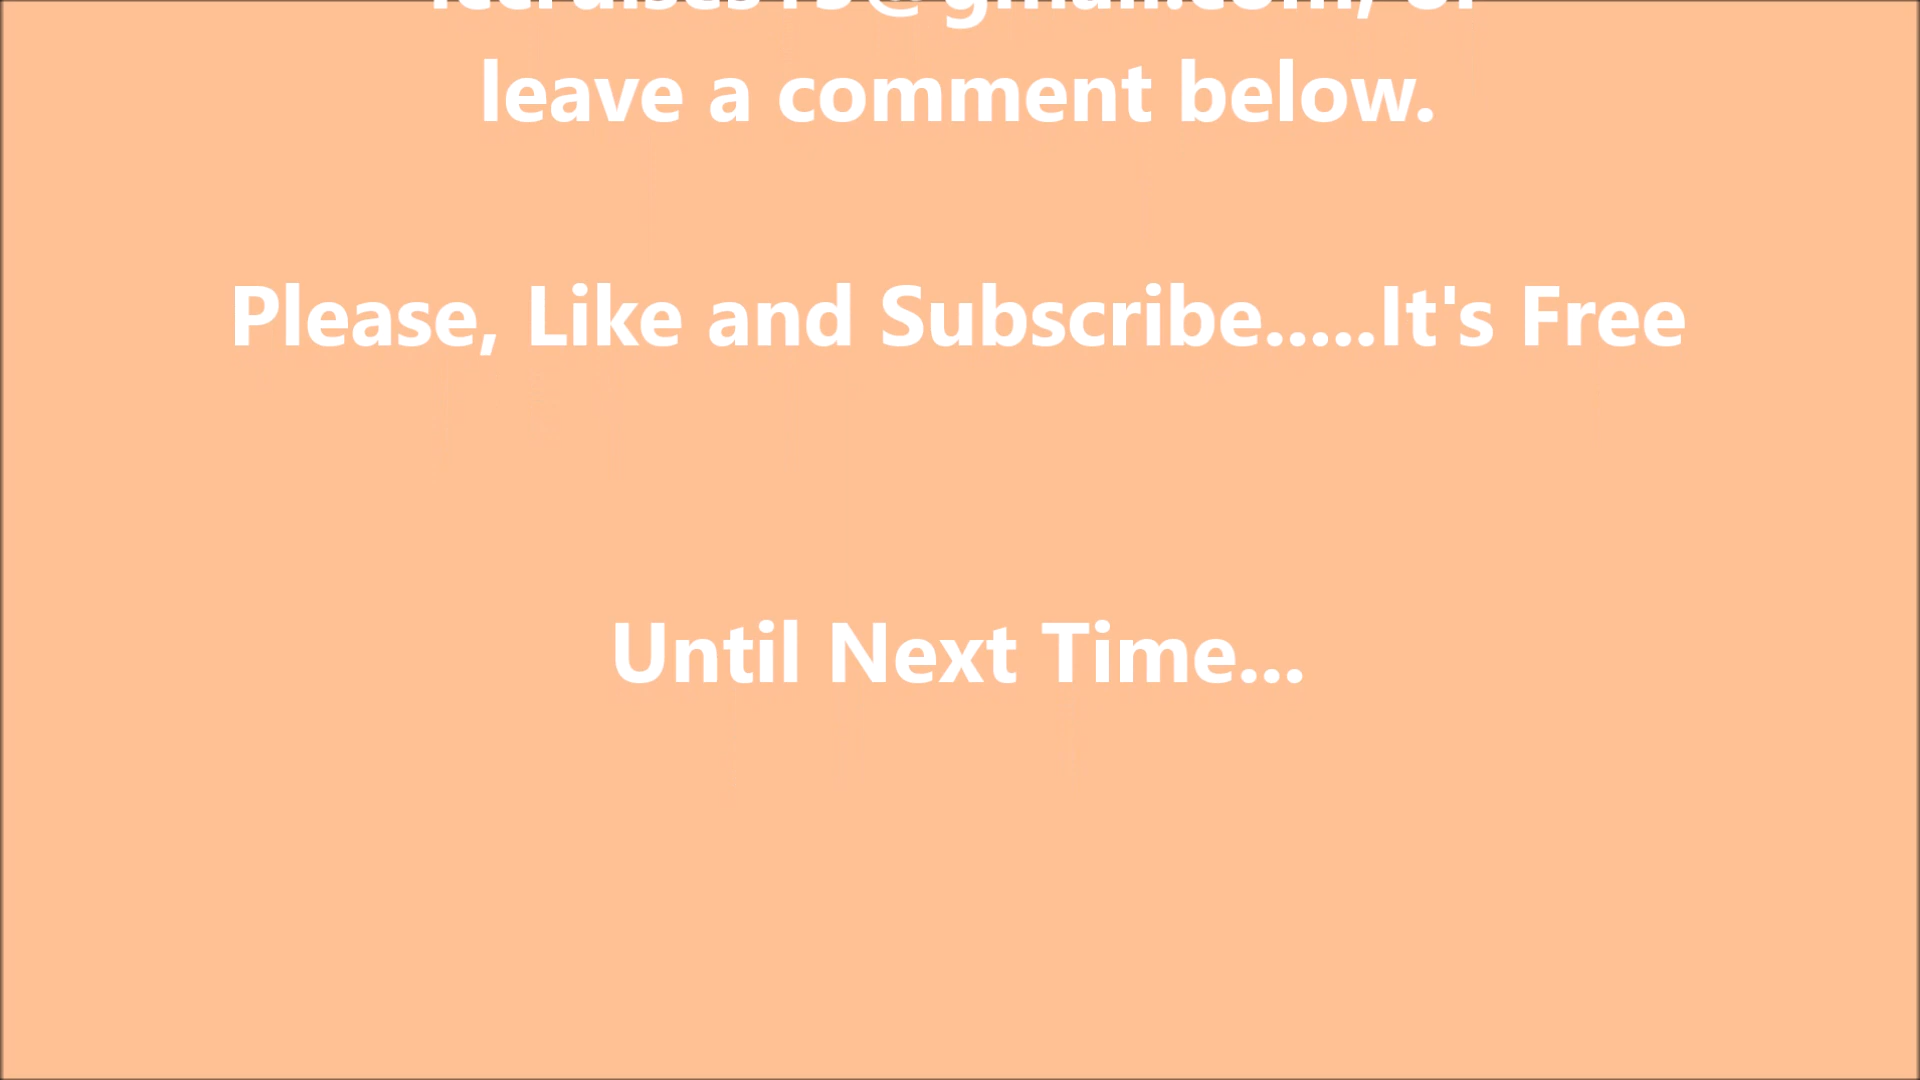 leave a comment below.
Please, Like and Subscribe.....It's Free
Until Next Time...